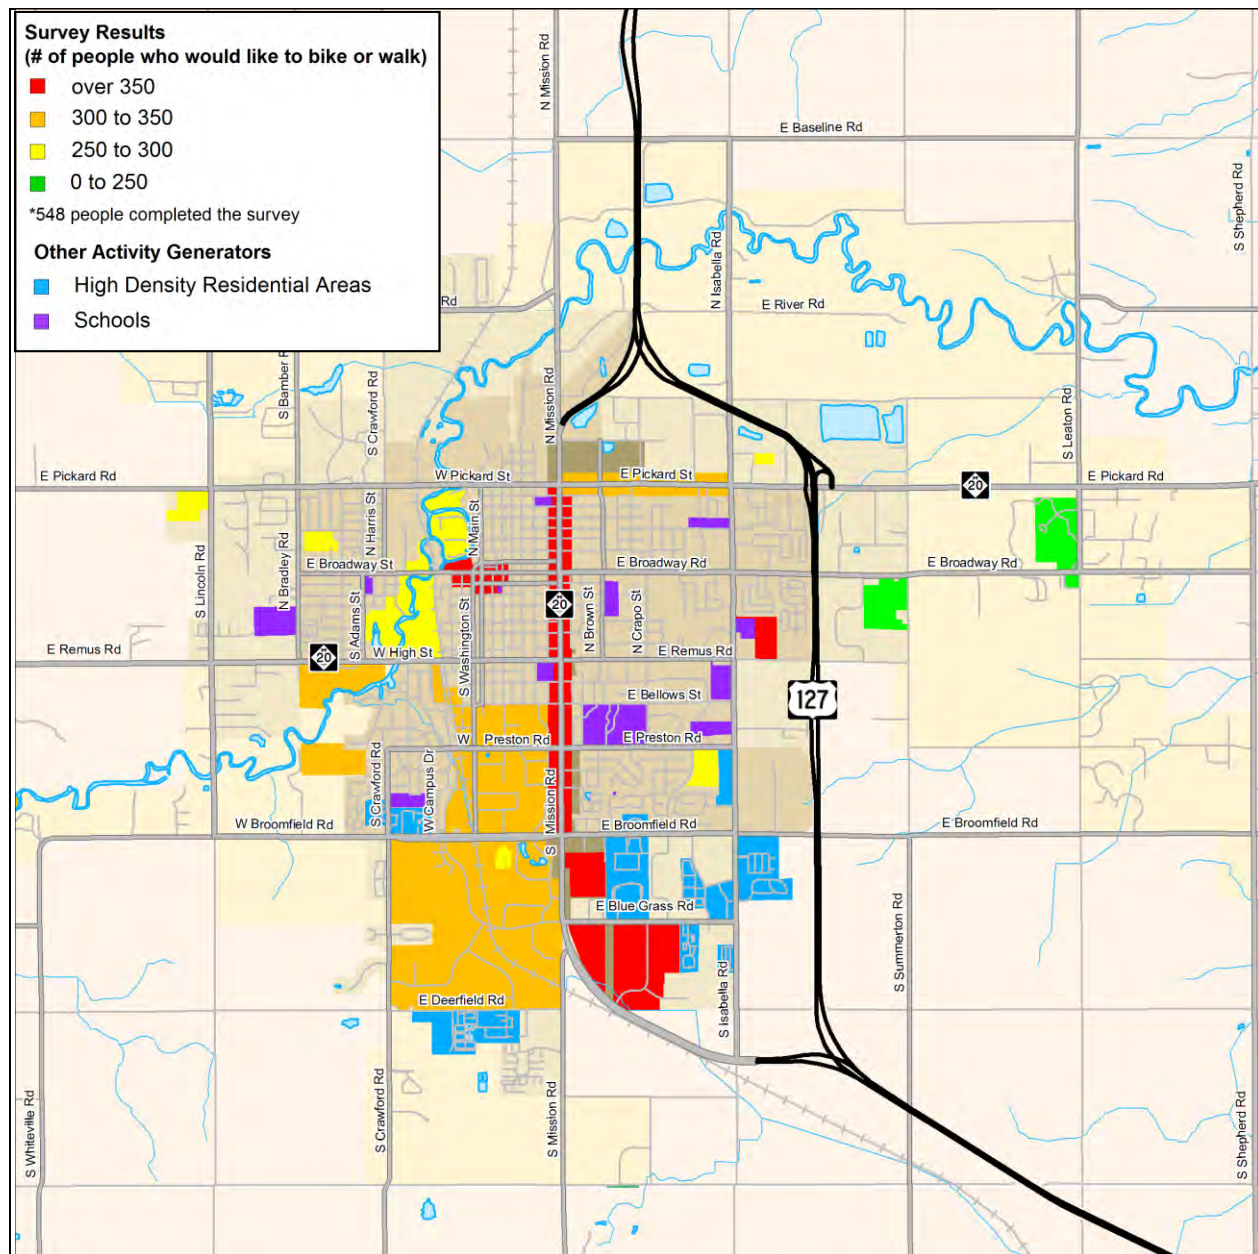 Survey Results
(# of people who would like to bike or walk)
over 350
300 to 350
250 to 300
0 to 250
*548 people completed the survey
Other Activity Generators
High Density Residential Areas
Schools
N Mission Rd
E Baseline Rd
S Shepherd Rd
N Isabella Rd
Rd
E River Rd
S Bamber R
S Crawford Rd
N Mission Rd
S Leaton Rd
E Pickard Rd
W Pickard St
E Pickard St
20
E Pickard Rd
N Harris St
N Main St
N Bradley Rd
S Lincoln Rd
E Broadway St
E Broadway Rd
E Broadway Rd
S Adams St
S Washington St
20
N Brown St
N Crapo St
E Remus Rd
20
W High St
E Remus Rd
E Bellows St
127
W Preston Rd
E Preston Rd
S Crawford Rd
W Campus Dr
S Mission Rd
W Broomfield Rd
E Broomfield Rd
E Broomfield Rd
E Blue Grass Rd
S Summerton Rd
S Isabella Rd
E Deerfield Rd
S Whiteville Rd
S Crawford Rd
S Mission Rd
S Shepherd Rd